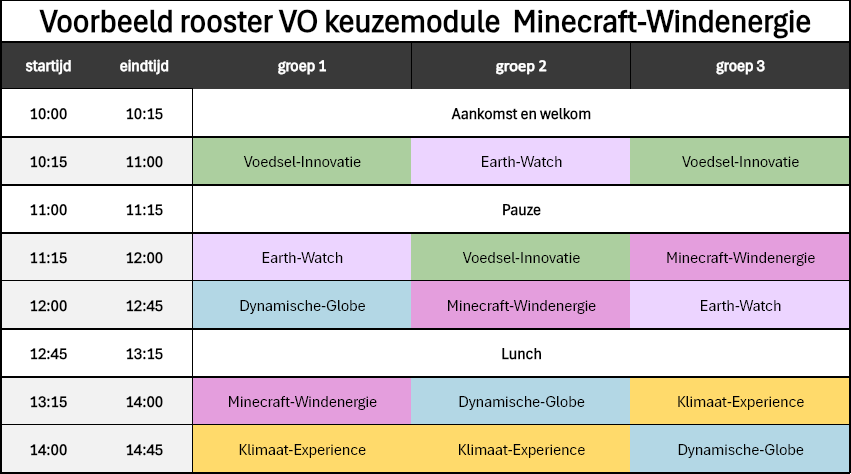 Voorbeeld rooster VO keuzemodule Minecraft-Windenergie
startijd eindtijd groep 1 groep 2 groep 3
10:00 10:15 Aankomst en welkom
10:15 11:00 Voedsel-Innovatie Earth-Watch Voedsel-Innovatie
11:00 11:15 Pauze
11:15 12:00 Earth-Watch Voedsel-Innovatie Minecraft-Windenergie
12:00 12:45 Dynamische-Globe Minecraft-Windenergie Earth-Watch
12:45 13:15 Lunch
13:15 14:00 Minecraft-Windenergie Dynamische-Globe Klimaat-Experience
14:00 14:45 Klimaat-Experience Klimaat-Experience Dynamische-Globe